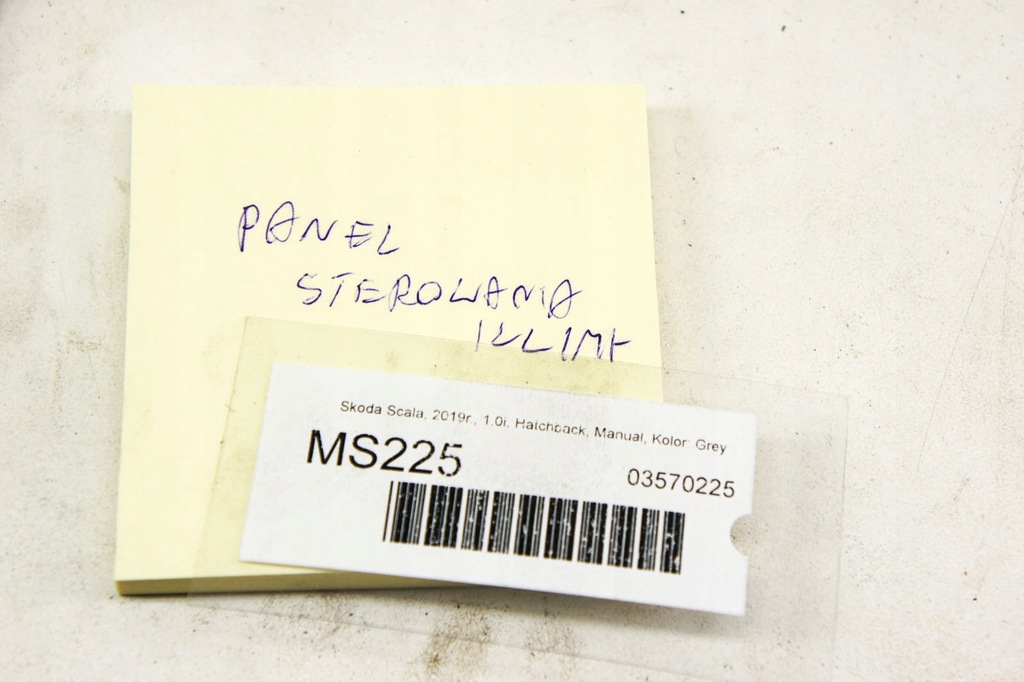 PANEL
STEROWANIA
KLIMA
Skoda Scala, 2019r., 1.0i, Hatchback, Manual, Kolor: Grey
MS225
03570225